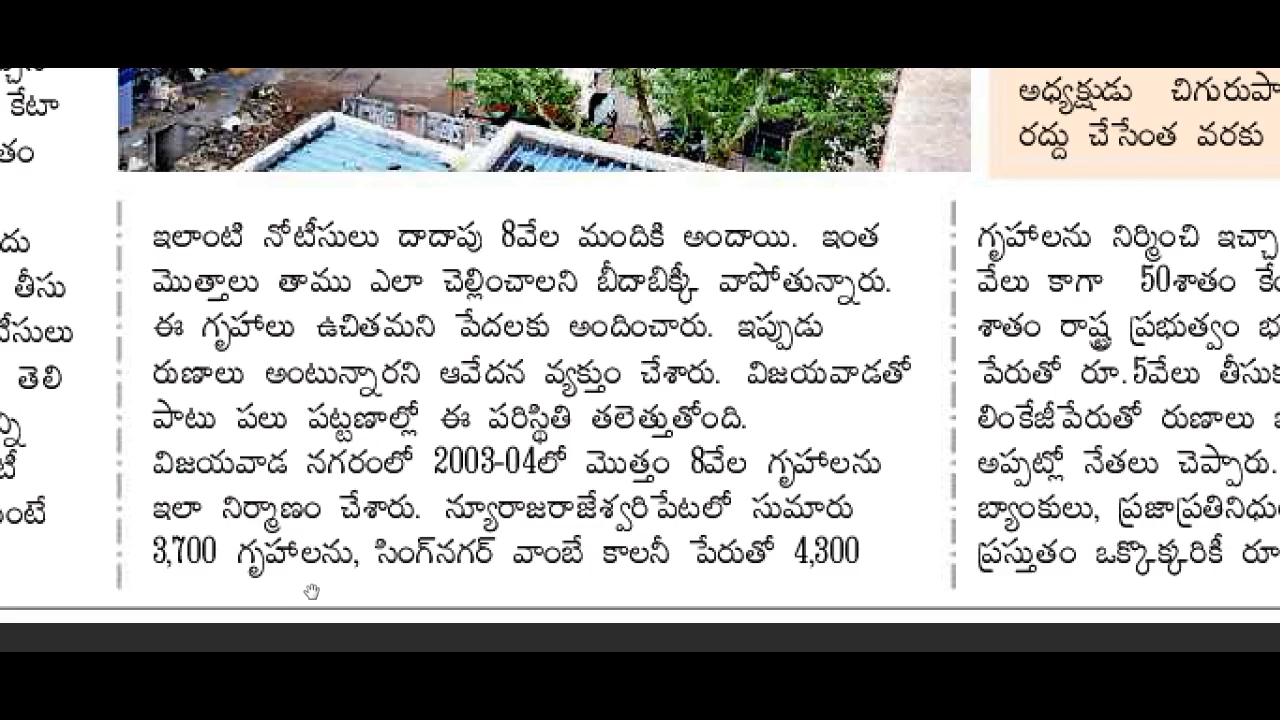 కేటా
తం
దు
తీసు
టీసులు
తెలి
టీ
ంటే
ఇలాంటి నోటీసులు దాదాపు 8వేల మందికి అందాయి. ఇంత
మొత్తాలు తాము ఎలా చెల్లించాలని బీదాబిక్కీ వాపోతున్నారు.
ఈ గృహాలు ఉచితమని పేదలకు అందించారు. ఇప్పుడు
రుణాలు అంటున్నారని ఆవేదన వ్యక్తం చేశారు. విజయవాడతో
పాటు పలు పట్టణాల్లో ఈ పరిస్థితి తలెత్తుతోంది.
విజయవాడ నగరంలో 2003-04లో మొత్తం 8వేల గృహాలను
ఇలా నిర్మాణం చేశారు. న్యూరాజరాజేశ్వరిపేటలో సుమారు
3,700 గృహాలను, సింగ్‌నగర్ వాంబే కాలనీ పేరుతో 4,300
అధ్యక్షుడు చిగురుపా
రద్దు చేసేంత వరకు
గృహాలను నిర్మించి ఇచ్చా
వేలు కాగా 50శాతం కేం
శాతం రాష్ట్ర ప్రభుత్వం భ
పేరుతో రూ.5వేలు తీసుక
లింకేజీపేరుతో రుణాలు
అప్పట్లో నేతలు చెప్పారు.
బ్యాంకులు, ప్రజాప్రతినిధుల
ప్రస్తుతం ఒక్కొక్కరికీ రూ